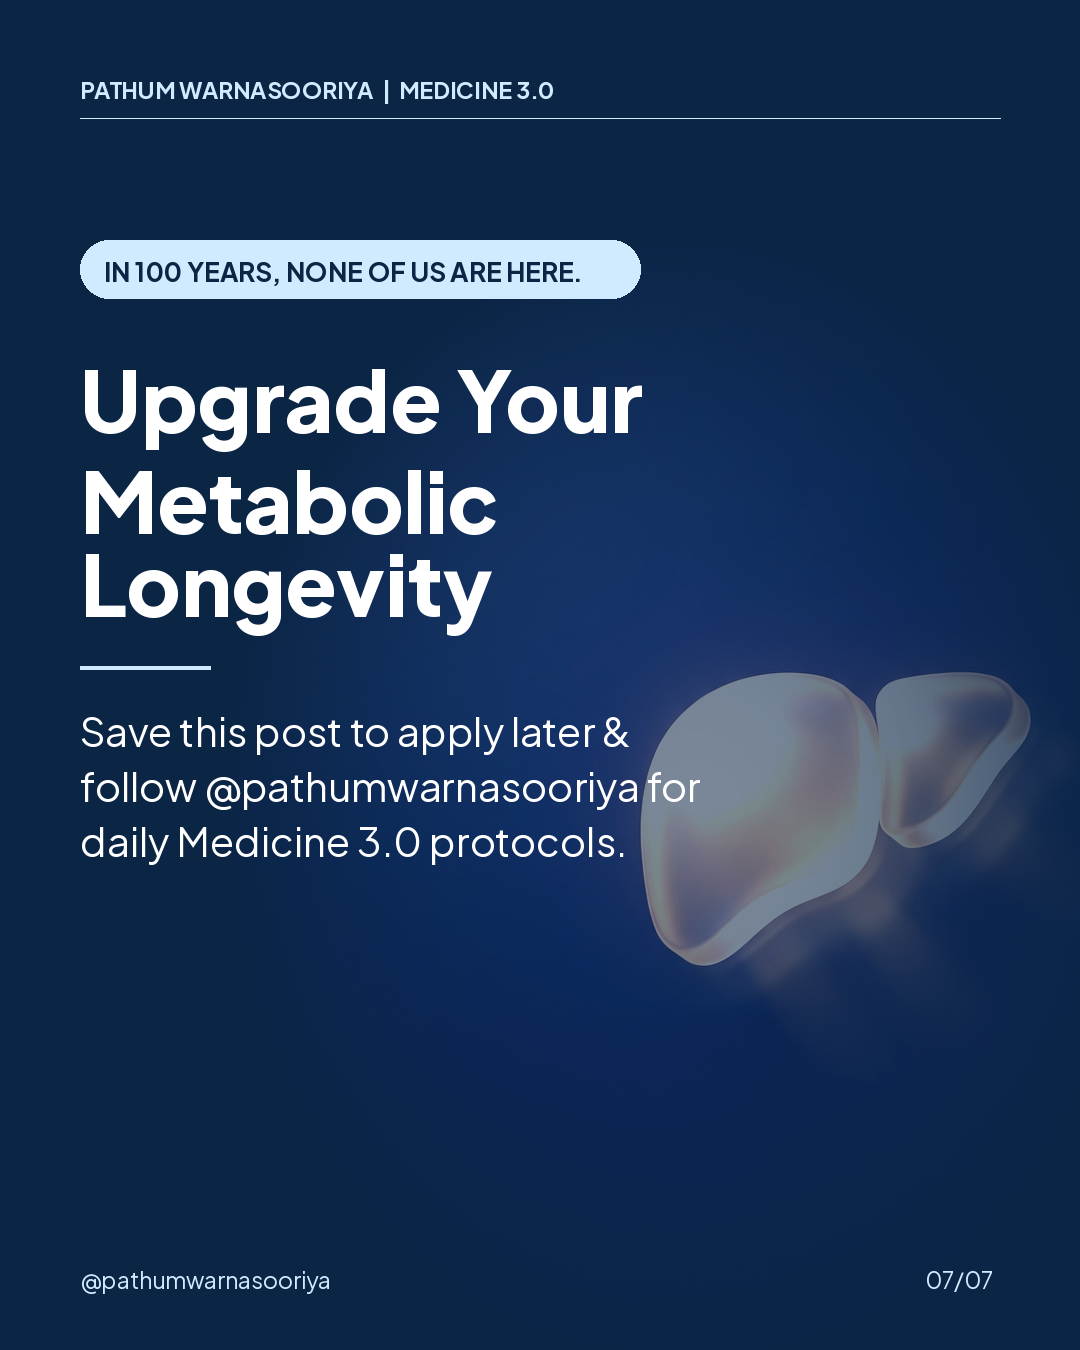 PATHUM WARNASOORIYA | MEDICINE 3.0
IN 100 YEARS, NONE OF US ARE HERE.
Upgrade Your
Metabolic
Longevity
Save this post to apply later &
follow @pathumwarnasooriya for
daily Medicine 3.0 protocols.
@pathumwarnasooriya
07/07